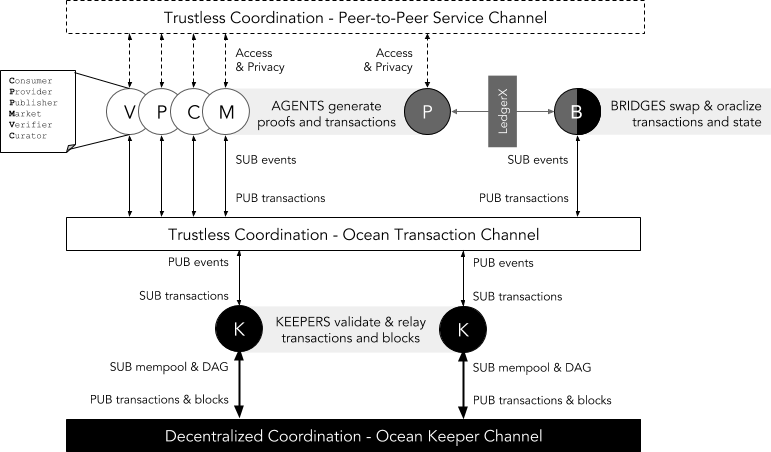 Trustless Coordination - Peer-to-Peer Service Channel
Access
& Privacy
Access
& Privacy
Consumer
Provider
Publisher
Market
Verifier
Curator
V
P
C
M
AGENTS generate
proofs and transactions
P
LedgerX
B
BRIDGES swap & oraclize
transactions and state
SUB events
PUB transactions
SUB events
PUB transactions
Trustless Coordination - Ocean Transaction Channel
PUB events
SUB transactions
PUB events
SUB transactions
K
KEEPERS validate & relay
transactions and blocks
K
SUB mempool & DAG
PUB transactions & blocks
SUB mempool & DAG
PUB transactions & blocks
Decentralized Coordination - Ocean Keeper Channel